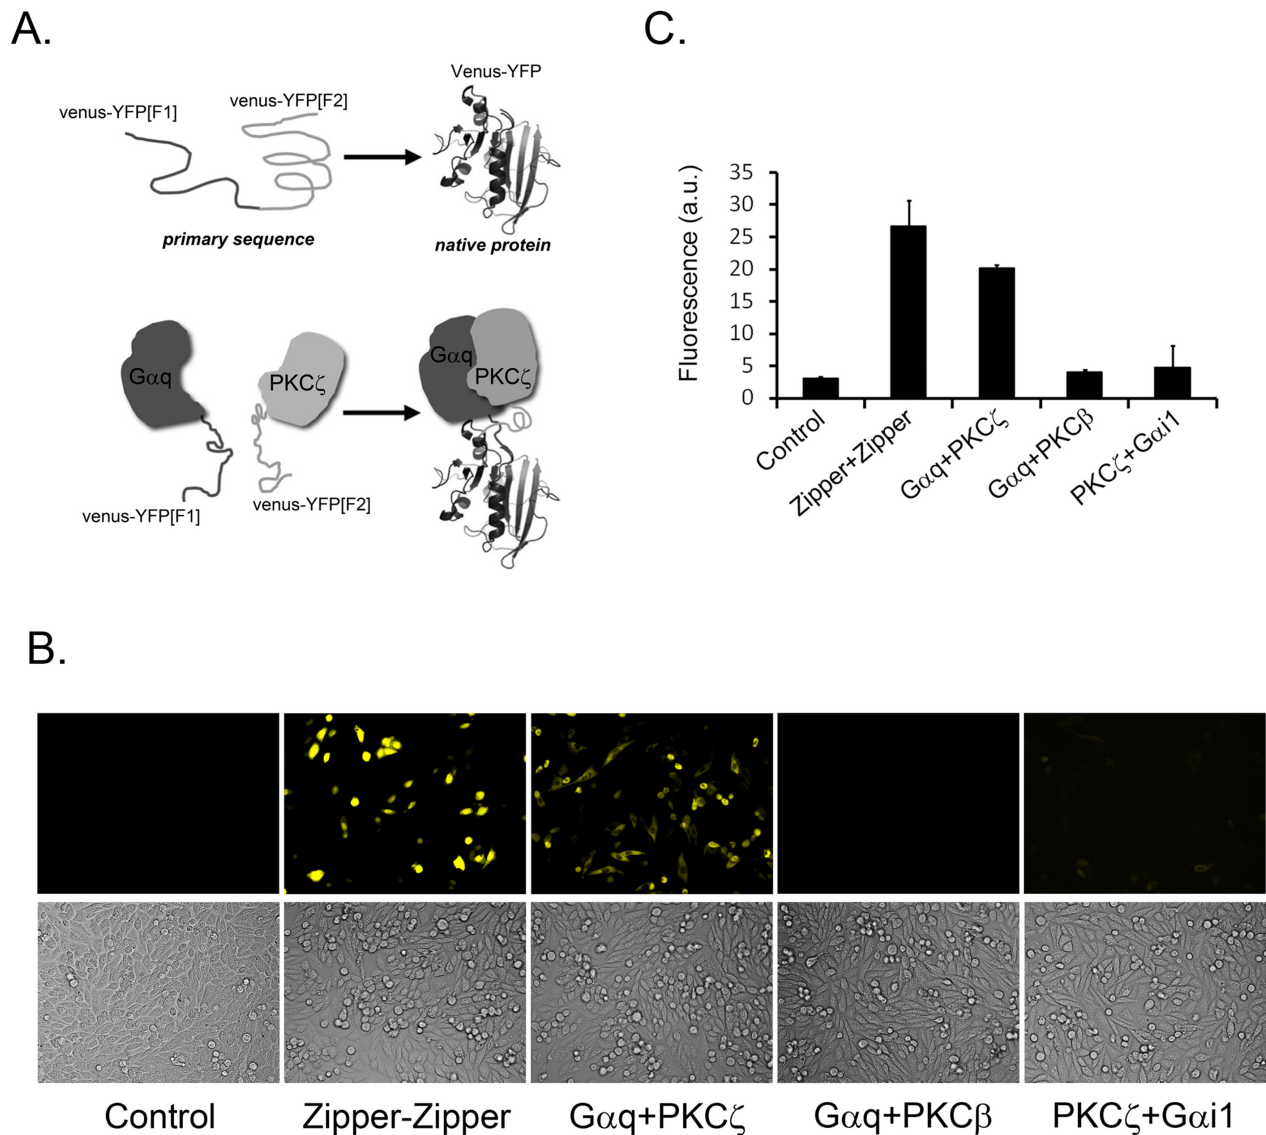 A.
venus-YFP[F1]
venus-YFP[F2]
Venus-YFP
primary sequence
native protein
Gαq
PKCζ
Gαq
PKCζ
venus-YFP[F1]
venus-YFP[F2]
C.
Fluorescence (a.u.)
35
30
25
20
15
10
5
0
Control
Zipper+Zipper
Gαq+PKCζ
Gαq+PKCβ
PKCζ+Gαi1
B.
Control
Zipper-Zipper
Gαq+PKCζ
Gαq+PKCβ
PKCζ+Gαi1